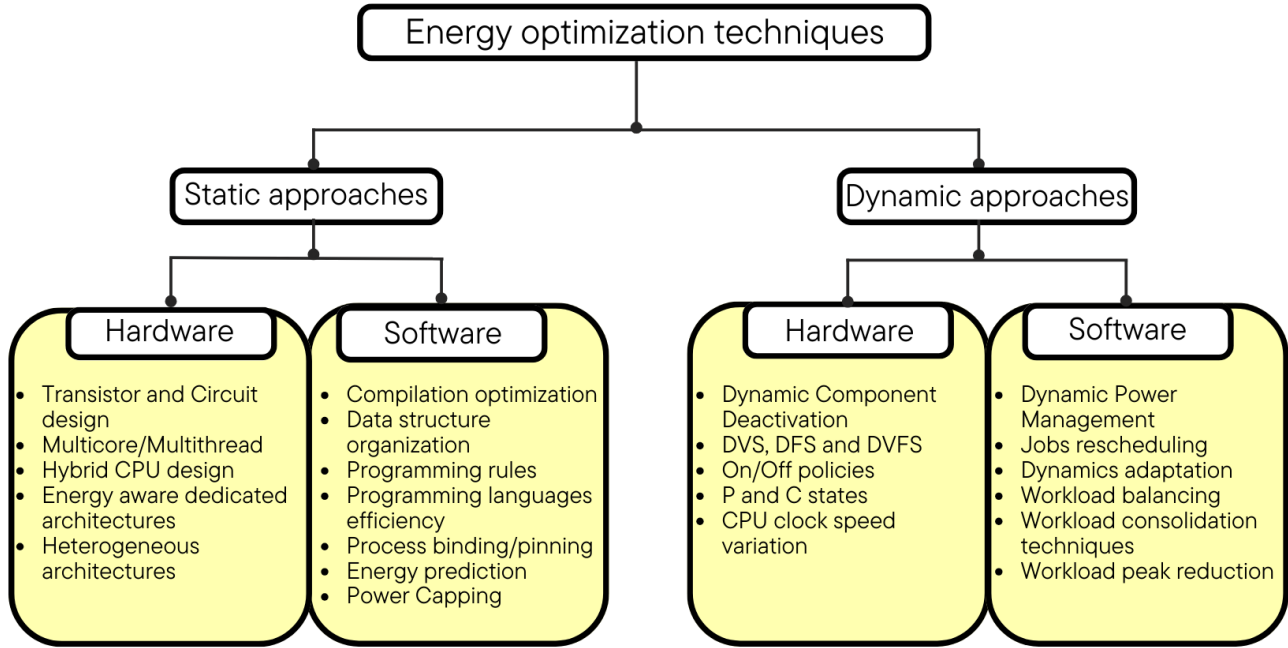 Energy optimization techniques
Static approaches
Dynamic approaches
Hardware
• Transistor and Circuit
design
• Multicore/Multithread
• Hybrid CPU design
• Energy aware dedicated
architectures
• Heterogeneous
architectures
Software
• Compilation optimization
• Data structure
organization
• Programming rules
• Programming languages
efficiency
• Process binding/pinning
• Energy prediction
• Power Capping
Hardware
• Dynamic Component
Deactivation
• DVS, DFS and DVFS
• On/Off policies
• P and C states
• CPU clock speed
variation
Software
• Dynamic Power
Management
• Jobs rescheduling
• Dynamics adaptation
• Workload balancing
• Workload consolidation
techniques
• Workload peak reduction